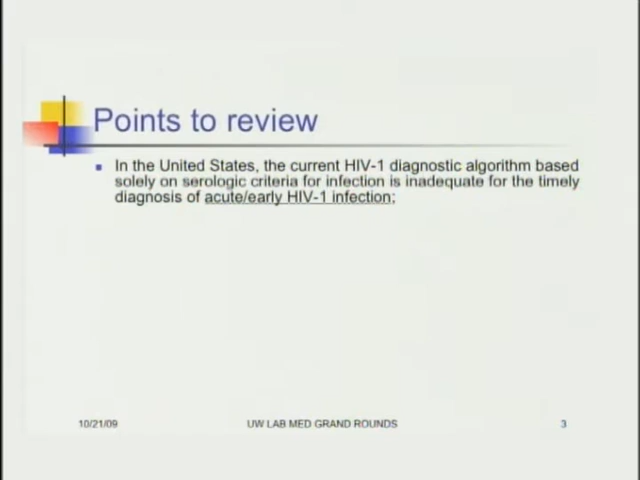 Points to review
In the United States, the current HIV-1 diagnostic algorithm based
solely on serologic criteria for infection is inadequate for the timely
diagnosis of acute/early HIV-1 infection;
10/21/09
UW LAB MED GRAND ROUNDS
3